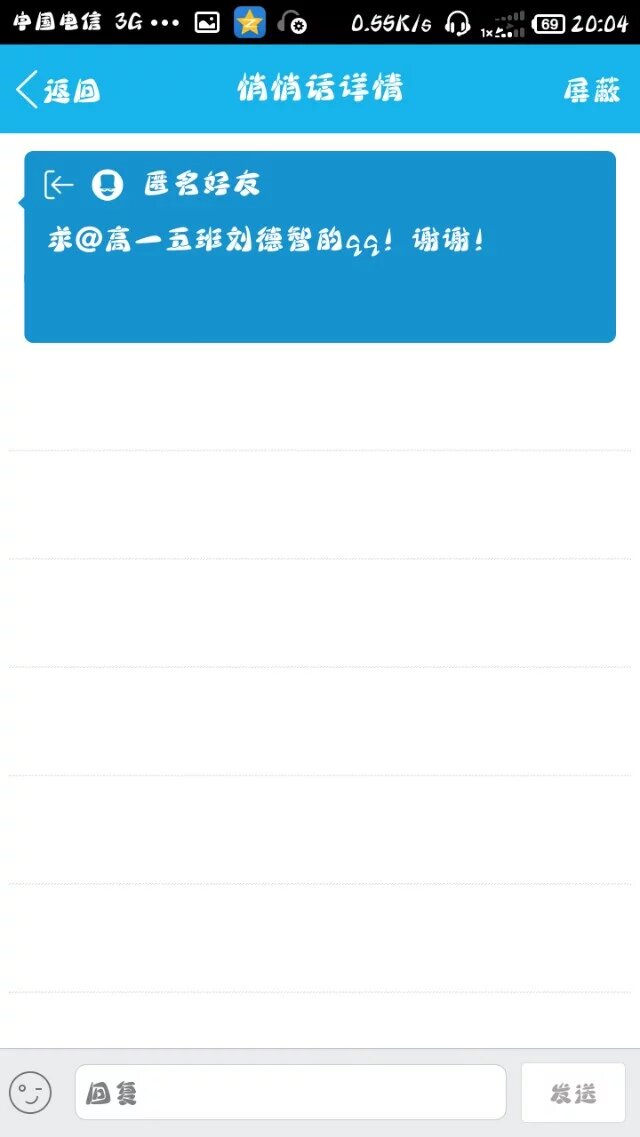 中国电信 3G ••• 0.55K/s 1× 69 20:04
返回 悄悄话详情 屏蔽
匿名好友
求@高一五班刘德智的qq！谢谢！
回复 发送